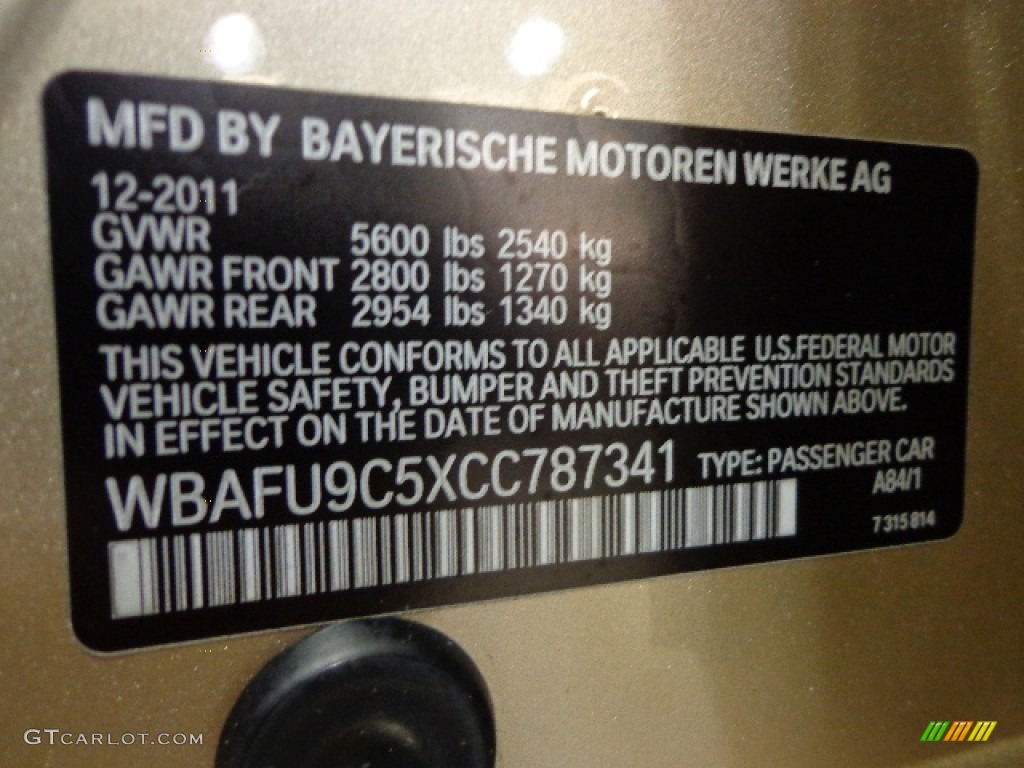 MFD BY BAYERISCHE MOTOREN WERKE AG
12-2011
GVWR 5600 lbs 2540 kg
GAWR FRONT 2800 lbs 1270 kg
GAWR REAR 2954 lbs 1340 kg
THIS VEHICLE CONFORMS TO ALL APPLICABLE U.S.FEDERAL MOTOR
VEHICLE SAFETY, BUMPER AND THEFT PREVENTION STANDARDS
IN EFFECT ON THE DATE OF MANUFACTURE SHOWN ABOVE.
WBAFU9C5XCC787341 TYPE: PASSENGER CAR
A84/1
7 315 814
GTCARLOT.COM